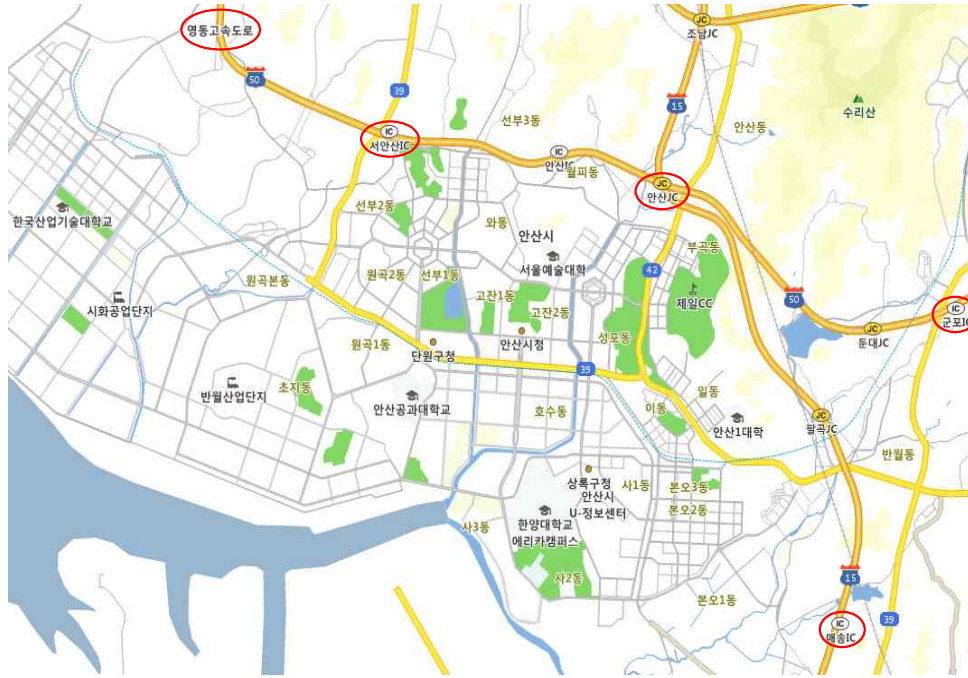 영동고속도로
JC
조남JC
50
39
15
수리산
선부3동
안산동
IC
서안산IC
IC
안산IC
월피동
JC
안산JC
선부2동
한국산업기술대학교
와동
안산시
부곡동
원곡본동
원곡2동
선부1동
서울예술대학
42
제일CC
50
시화공업단지
고잔1동
고잔2동
IC
군포IC
성포동
JC
둔대JC
원곡1동
단원구청
안산시청
39
반월산업단지
초지동
안산공과대학교
호수동
이동
일동
안산1대학
JC
팔곡JC
반월동
상록구청
안산시
U-정보센터
사1동
본오3동
본오2동
사3동
한양대학교
에리카캠퍼스
사2동
15
본오1동
IC
매송IC
39